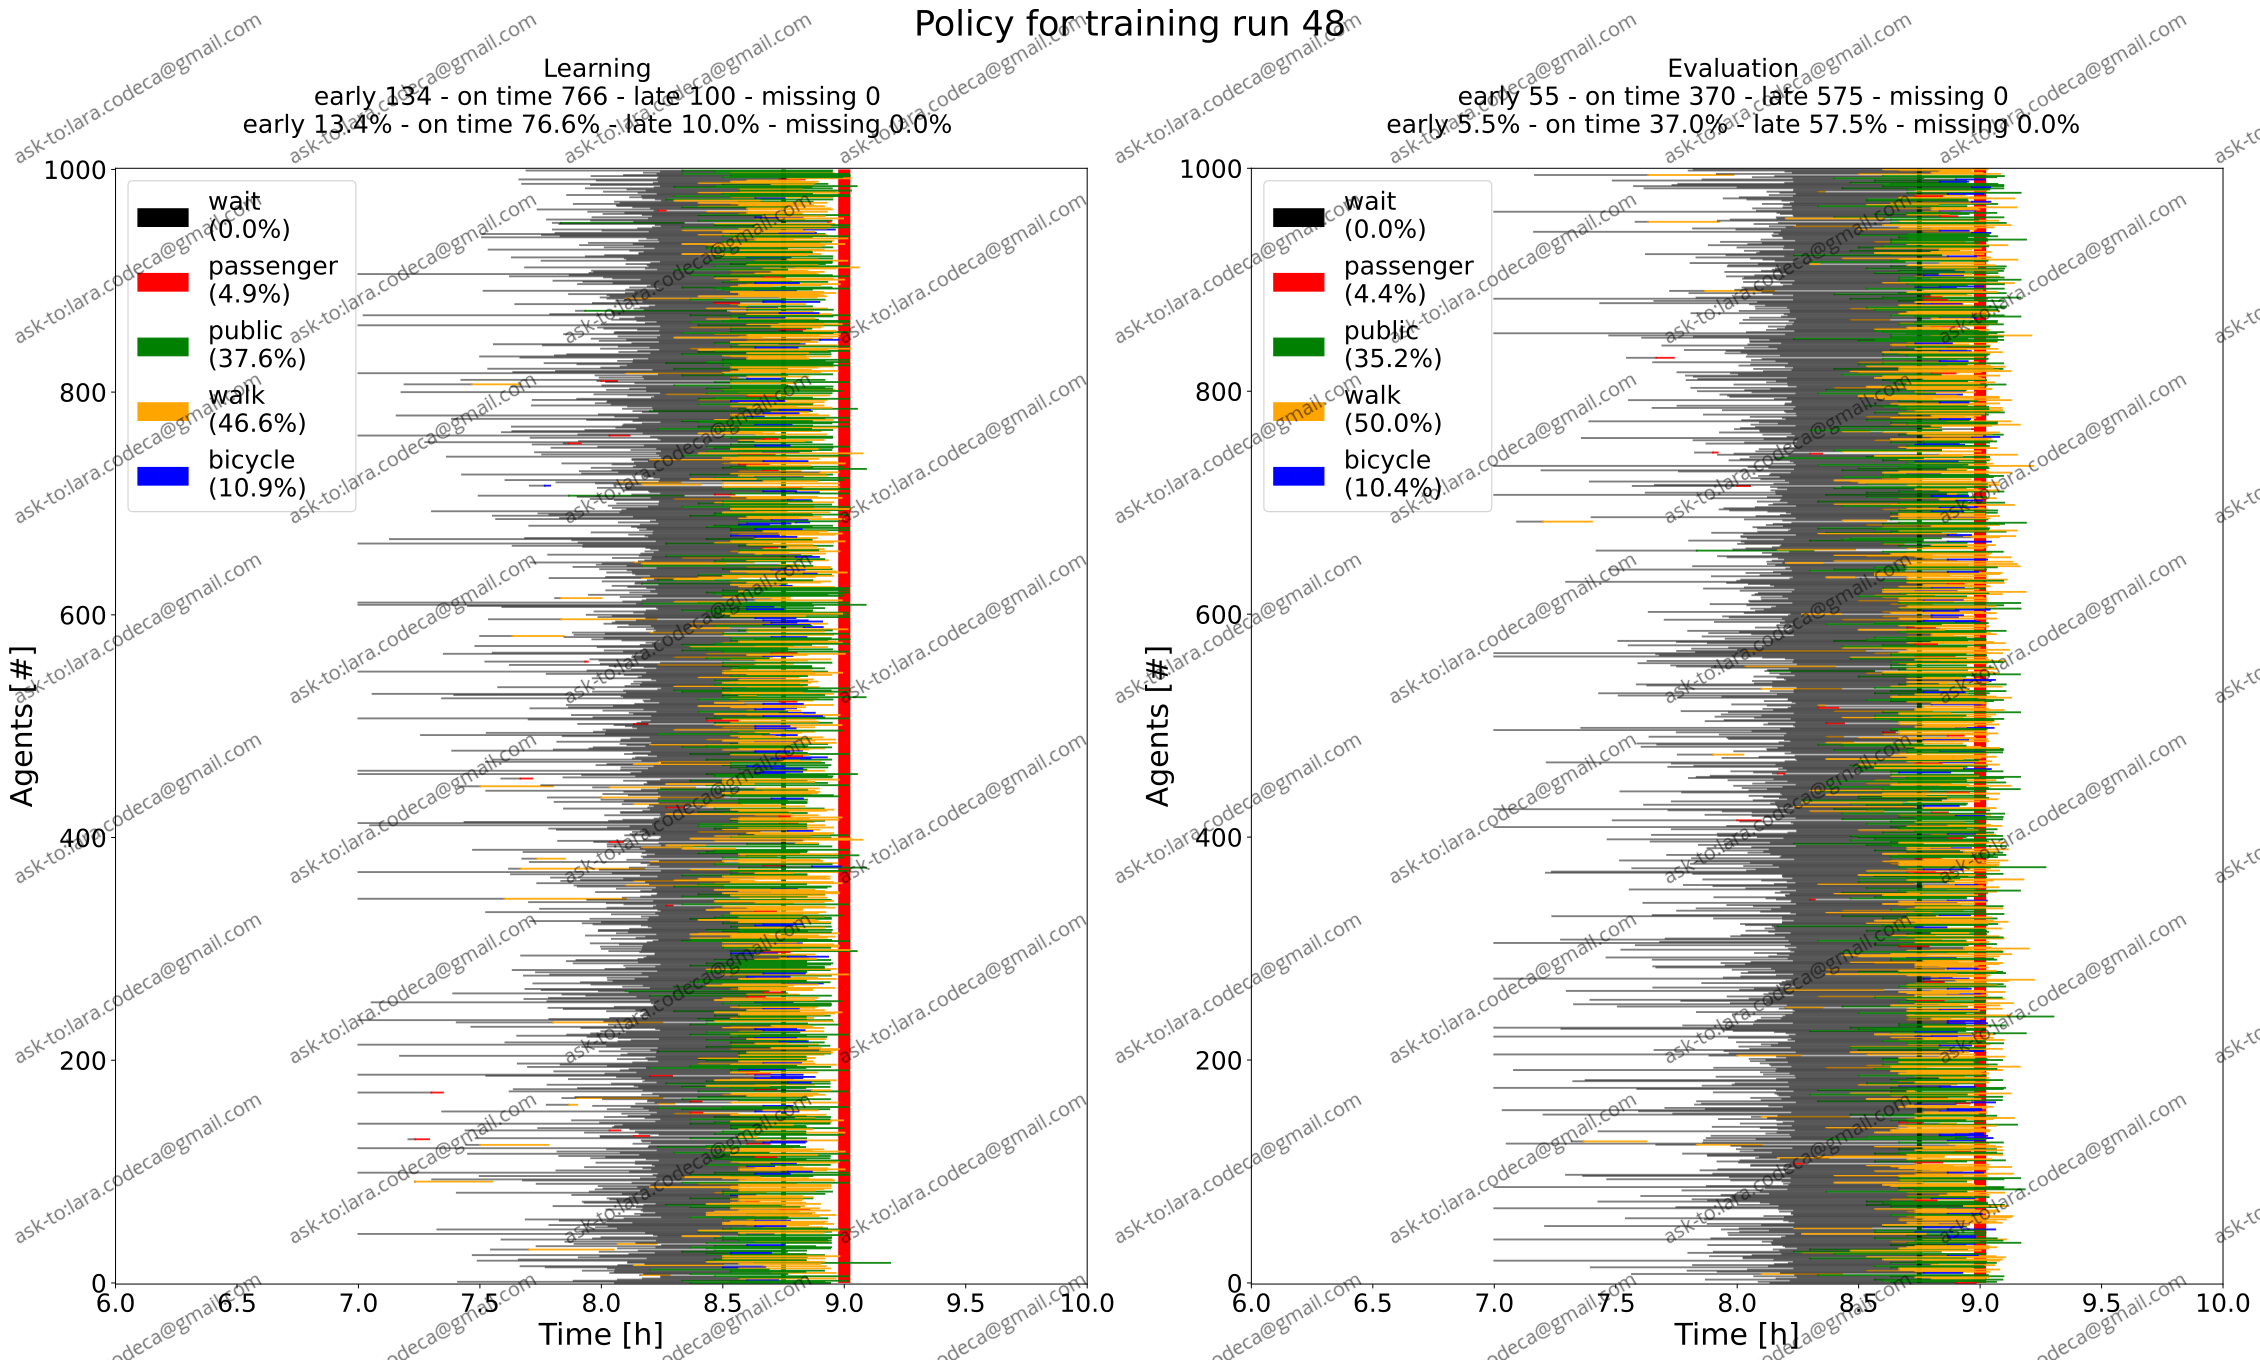 Policy for training run 48
Learning
early 134 - on time 766 - late 100 - missing 0
early 13.4% - on time 76.6% - late 10.0% - missing 0.0%
1000
800
600
400
200
0
Agents [#]
wait
(0.0%)
passenger
(4.9%)
public
(37.6%)
walk
(46.6%)
bicycle
(10.9%)
6.0 6.5 7.0 7.5 8.0 8.5 9.0 9.5 10.0
Time [h]
Evaluation
early 55 - on time 370 - late 575 - missing 0
early 5.5% - on time 37.0% - late 57.5% - missing 0.0%
1000
800
600
400
200
0
Agents [#]
wait
(0.0%)
passenger
(4.4%)
public
(35.2%)
walk
(50.0%)
bicycle
(10.4%)
6.0 6.5 7.0 7.5 8.0 8.5 9.0 9.5 10.0
Time [h]
ask-to:lara.codeca@gmail.com